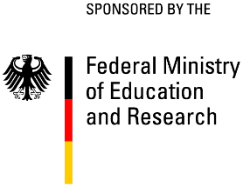 SPONSORED BY THE
Federal Ministry
of Education
and Research